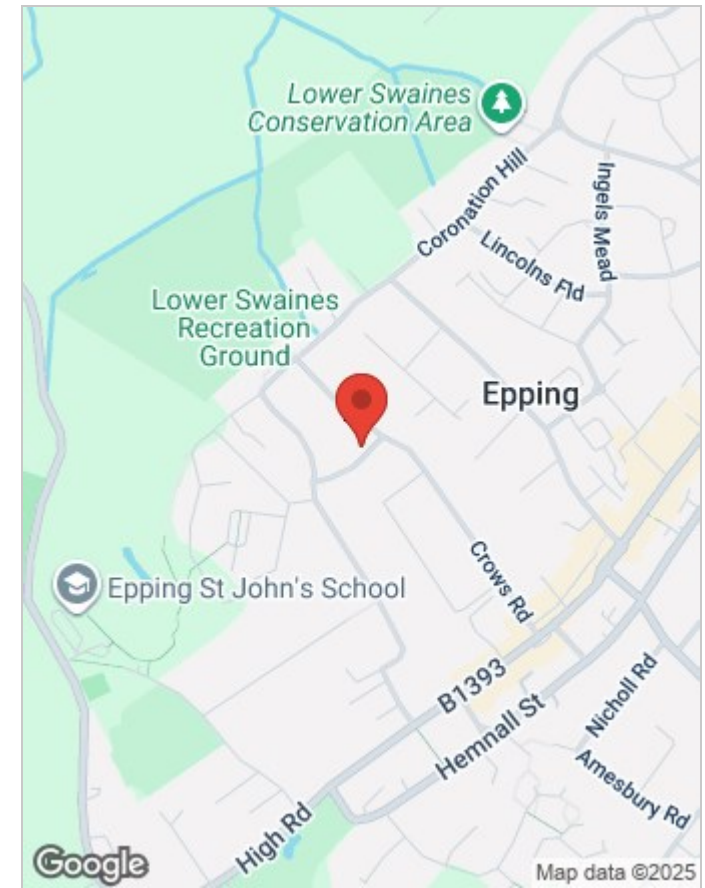 Lower Swaines
Conservation Area
Coronation Hill
Ingels Mead
Lincolns Fld
Lower Swaines
Recreation
Ground
Epping
Epping St John's School
Crows Rd
B1393
Hemnall St
Nicholl Rd
Amesbury Rd
High Rd
Google
Map data ©2025